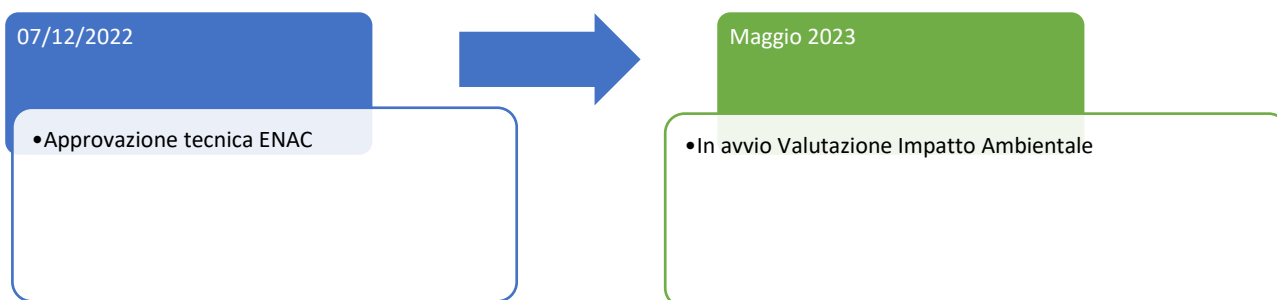 07/12/2022
•Approvazione tecnica ENAC
Maggio 2023
•In avvio Valutazione Impatto Ambientale